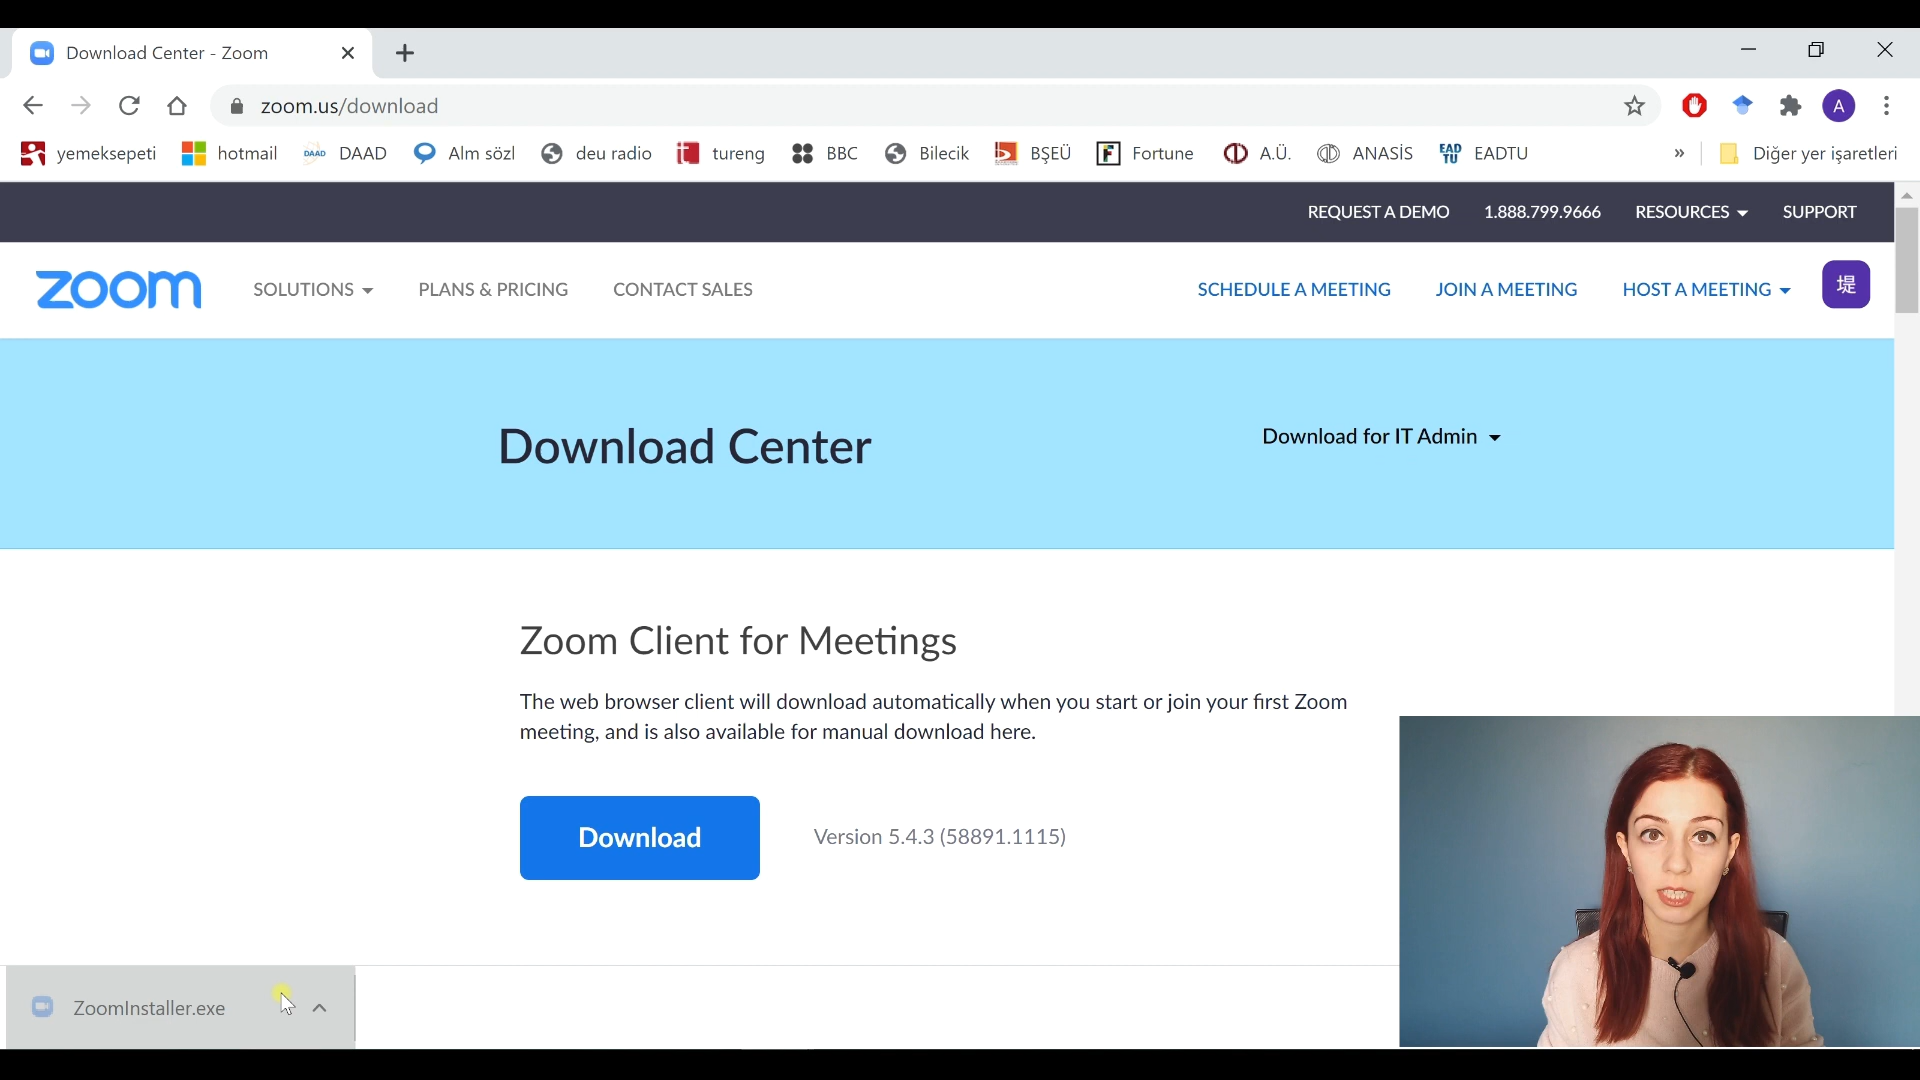 Download Center - Zoom
zoom.us/download
A
yemeksepeti
hotmail
DAAD DAAD
Alm sözl
deu radio
tureng
BBC
Bilecik
BŞEÜ
F Fortune
A.Ü.
ANASİS
EAD TU EADTU
»
Diğer yer işaretleri
REQUEST A DEMO
1.888.799.9666
RESOURCES
SUPPORT
zoom
SOLUTIONS
PLANS & PRICING
CONTACT SALES
SCHEDULE A MEETING
JOIN A MEETING
HOST A MEETING
堤
Download Center
Download for IT Admin
Zoom Client for Meetings
The web browser client will download automatically when you start or join your first Zoom
meeting, and is also available for manual download here.
Download
Version 5.4.3 (58891.1115)
ZoomInstaller.exe